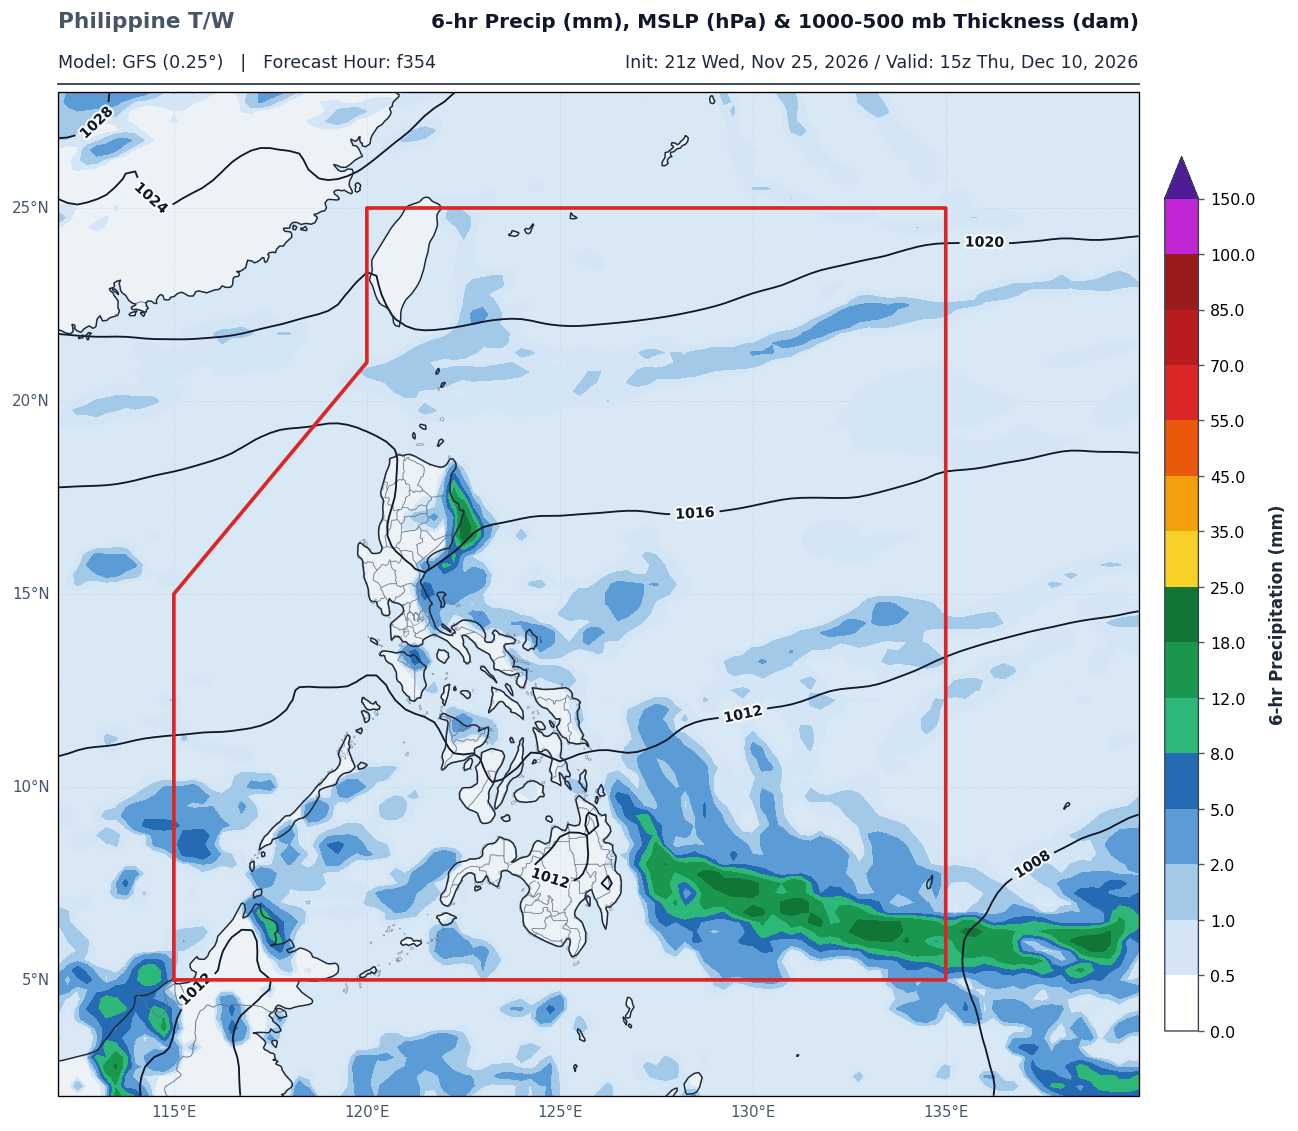 Philippine T/W
6-hr Precip (mm), MSLP (hPa) & 1000-500 mb Thickness (dam)
Model: GFS (0.25°) | Forecast Hour: f354
Init: 21z Wed, Nov 25, 2026 / Valid: 15z Thu, Dec 10, 2026
1028
1024
1020
1016
1012
1012
1012
1008
25°N
20°N
15°N
10°N
5°N
115°E
120°E
125°E
130°E
135°E
150.0
100.0
85.0
70.0
55.0
45.0
35.0
25.0
18.0
12.0
8.0
5.0
2.0
1.0
0.5
0.0
6-hr Precipitation (mm)